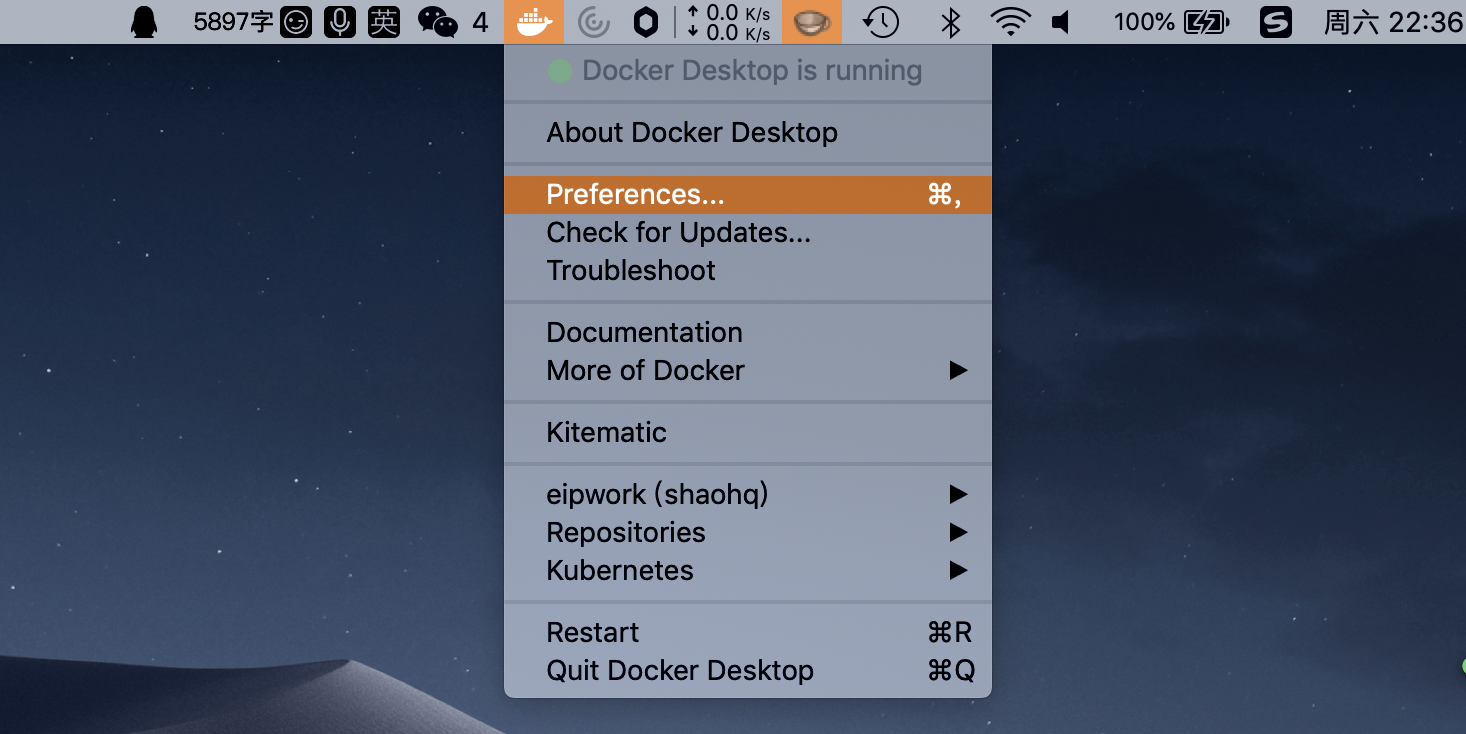 5897字 英 4 0.0 K/s 100% 周六 22:36
0.0 K/s
Docker Desktop is running
About Docker Desktop
Preferences... ⌘,
Check for Updates...
Troubleshoot
Documentation
More of Docker
Kitematic
eipwork (shaohq)
Repositories
Kubernetes
Restart ⌘R
Quit Docker Desktop ⌘Q